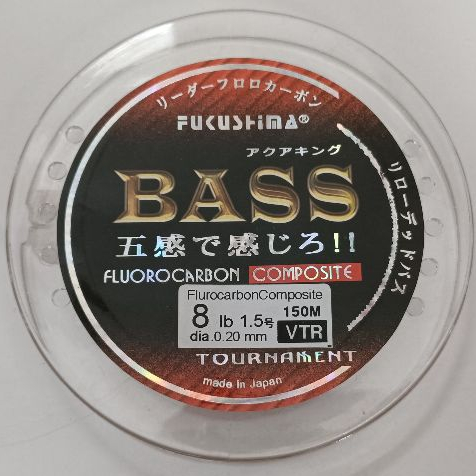 リーダーフロロカーボン
FUKUSHIMA®
アクアキング
BASS
五感で感じろ!!
リローデッドバス
FLUOROCARBON COMPOSITE
FlurocarbonComposite
8 lb 1.5号 150M
dia.0.20 mm VTR
TOURNAMENT
made in Japan